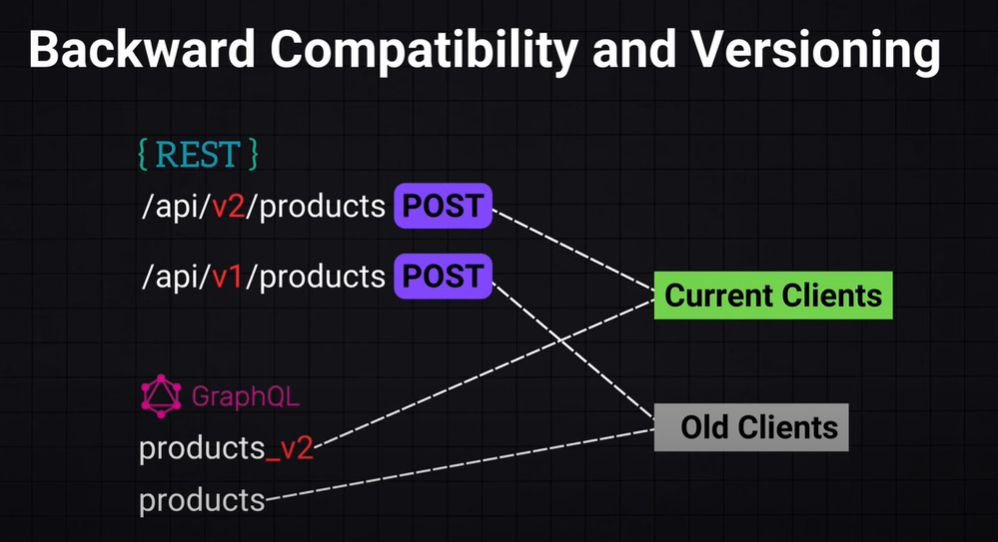 Backward Compatibility and Versioning
{ REST }
/api/v2/products POST
/api/v1/products POST
Current Clients
GraphQL
Old Clients
products_v2
products